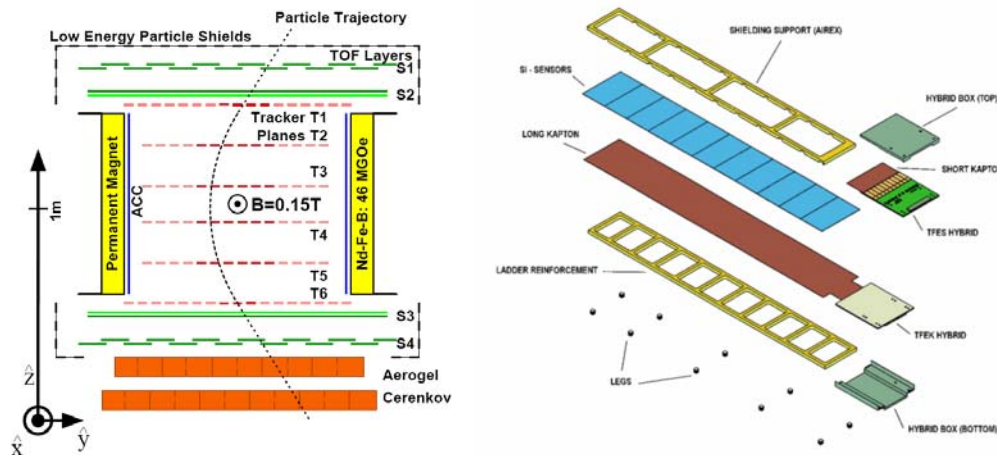 Particle Trajectory
Low Energy Particle Shields
TOF Layers
S1
S2
Tracker T1
Planes T2
T3
B=0.15T
T4
T5
T6
S3
S4
Permanent Magnet
ACC
Nd-Fe-B: 46 MGOe
1m
Aerogel
Cerenkov
ẑ
x̂
ŷ
SHIELDING SUPPORT (AIREX)
SI - SENSORS
HYBRID BOX (TOP)
LONG KAPTON
SHORT KAPTO
TFES HYBRID
LADDER REINFORCEMENT
TFEK HYBRID
LEGS
HYBRID BOX (BOTTOM)